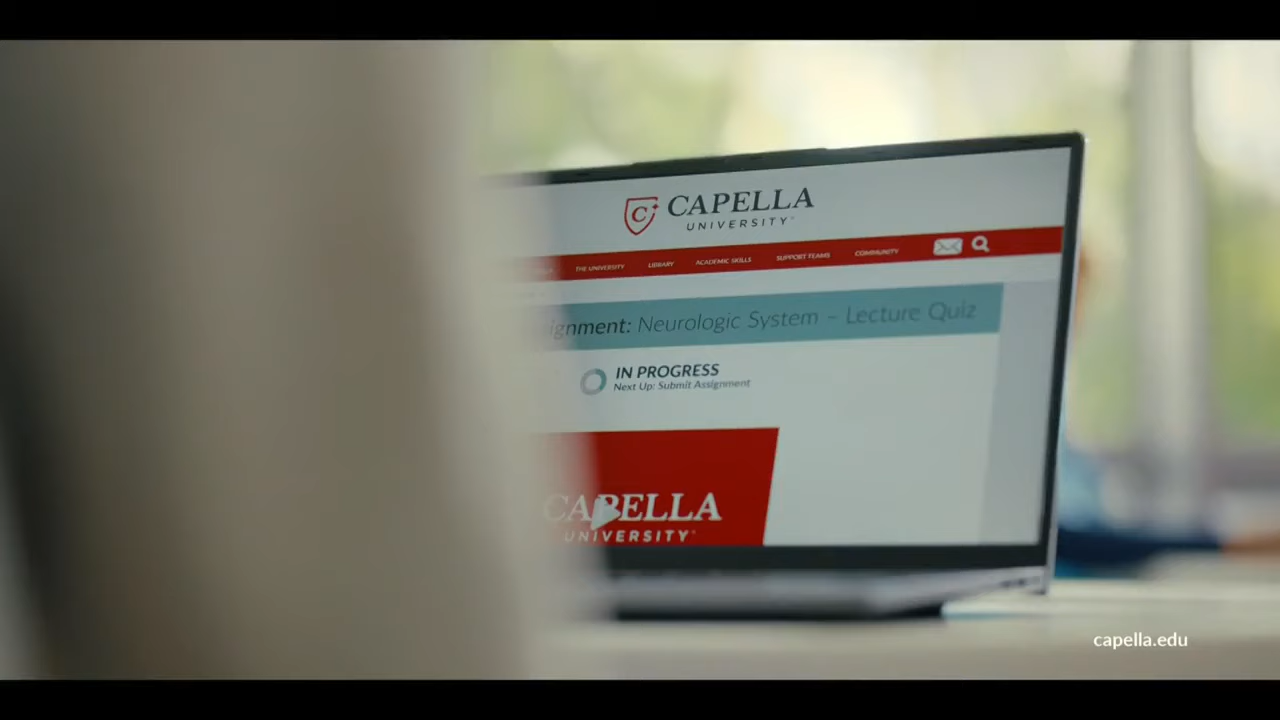 CAPELLA
UNIVERSITY
THE UNIVERSITY LIBRARY ACADEMIC SKILLS SUPPORT TEAMS COMMUNITY
ignment: Neurologic System – Lecture Quiz
IN PROGRESS
Next Up: Submit Assignment
CAPELLA
UNIVERSITY
capella.edu